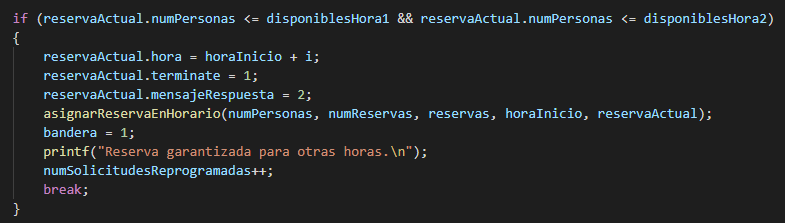 if (reservaActual.numPersonas <= disponiblesHora1 && reservaActual.numPersonas <= disponiblesHora2)
{
    reservaActual.hora = horaInicio + i;
    reservaActual.terminate = 1;
    reservaActual.mensajeRespuesta = 2;
    asignarReservaEnHorario(numPersonas, numReservas, reservas, horaInicio, reservaActual);
    bandera = 1;
    printf("Reserva garantizada para otras horas.\n");
    numSolicitudesReprogramadas++;
    break;
}